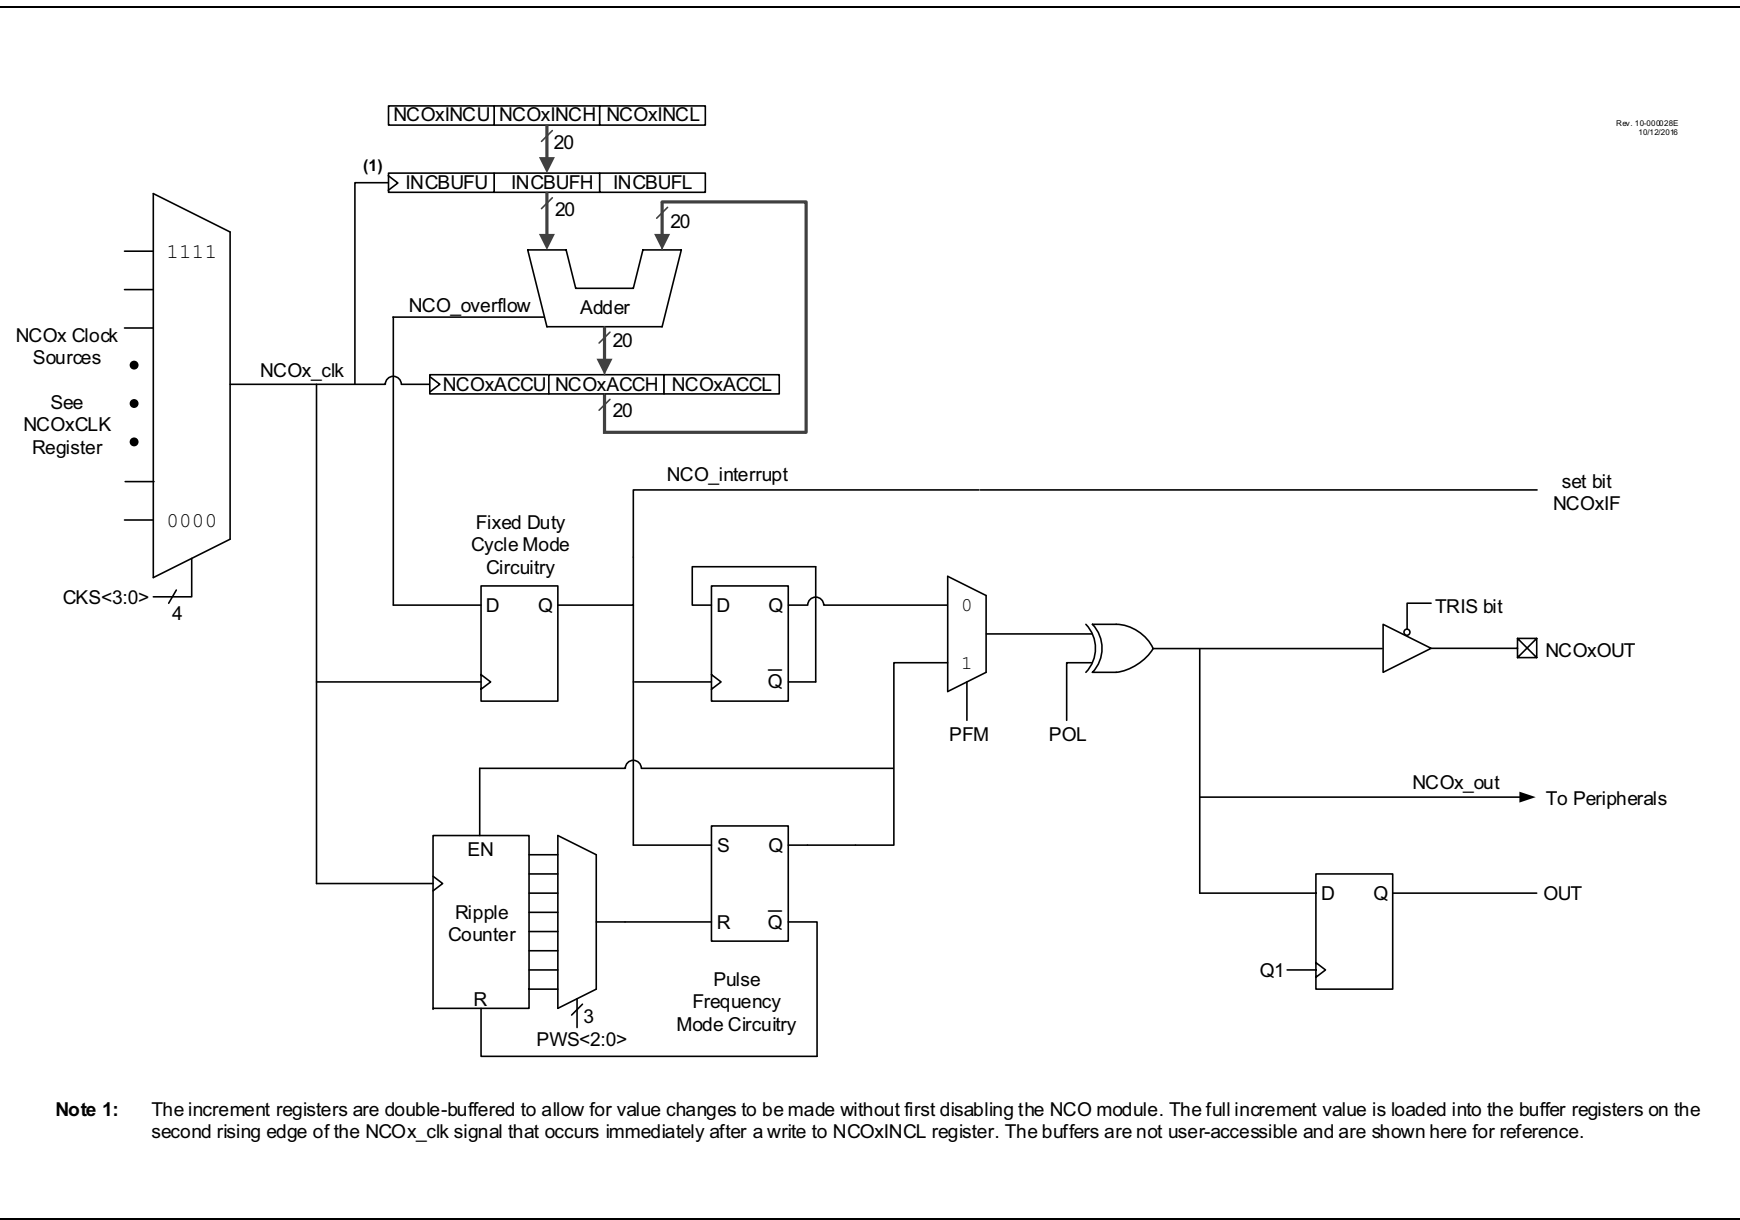 NCOxINCU NCOxINCH NCOxINCL
Rev. 10-000028E
10/12/2016
20
(1)
INCBUFU INCBUFH INCBUFL
20
20
1111
NCO_overflow
Adder
NCOx Clock
Sources
20
NCOx_clk
NCOxACCU NCOxACCH NCOxACCL
See
NCOxCLK
Register
20
NCO_interrupt
set bit
NCOxIF
0000
Fixed Duty
Cycle Mode
Circuitry
CKS<3:0>
4
D Q
D Q
Q
0
1
TRIS bit
NCOxOUT
PFM
POL
NCOx_out
To Peripherals
EN
Ripple
Counter
R
S Q
R Q
D Q
OUT
Q1
3
PWS<2:0>
Pulse
Frequency
Mode Circuitry
Note 1: The increment registers are double-buffered to allow for value changes to be made without first disabling the NCO module. The full increment value is loaded into the buffer registers on the
second rising edge of the NCOx_clk signal that occurs immediately after a write to NCOxINCL register. The buffers are not user-accessible and are shown here for reference.